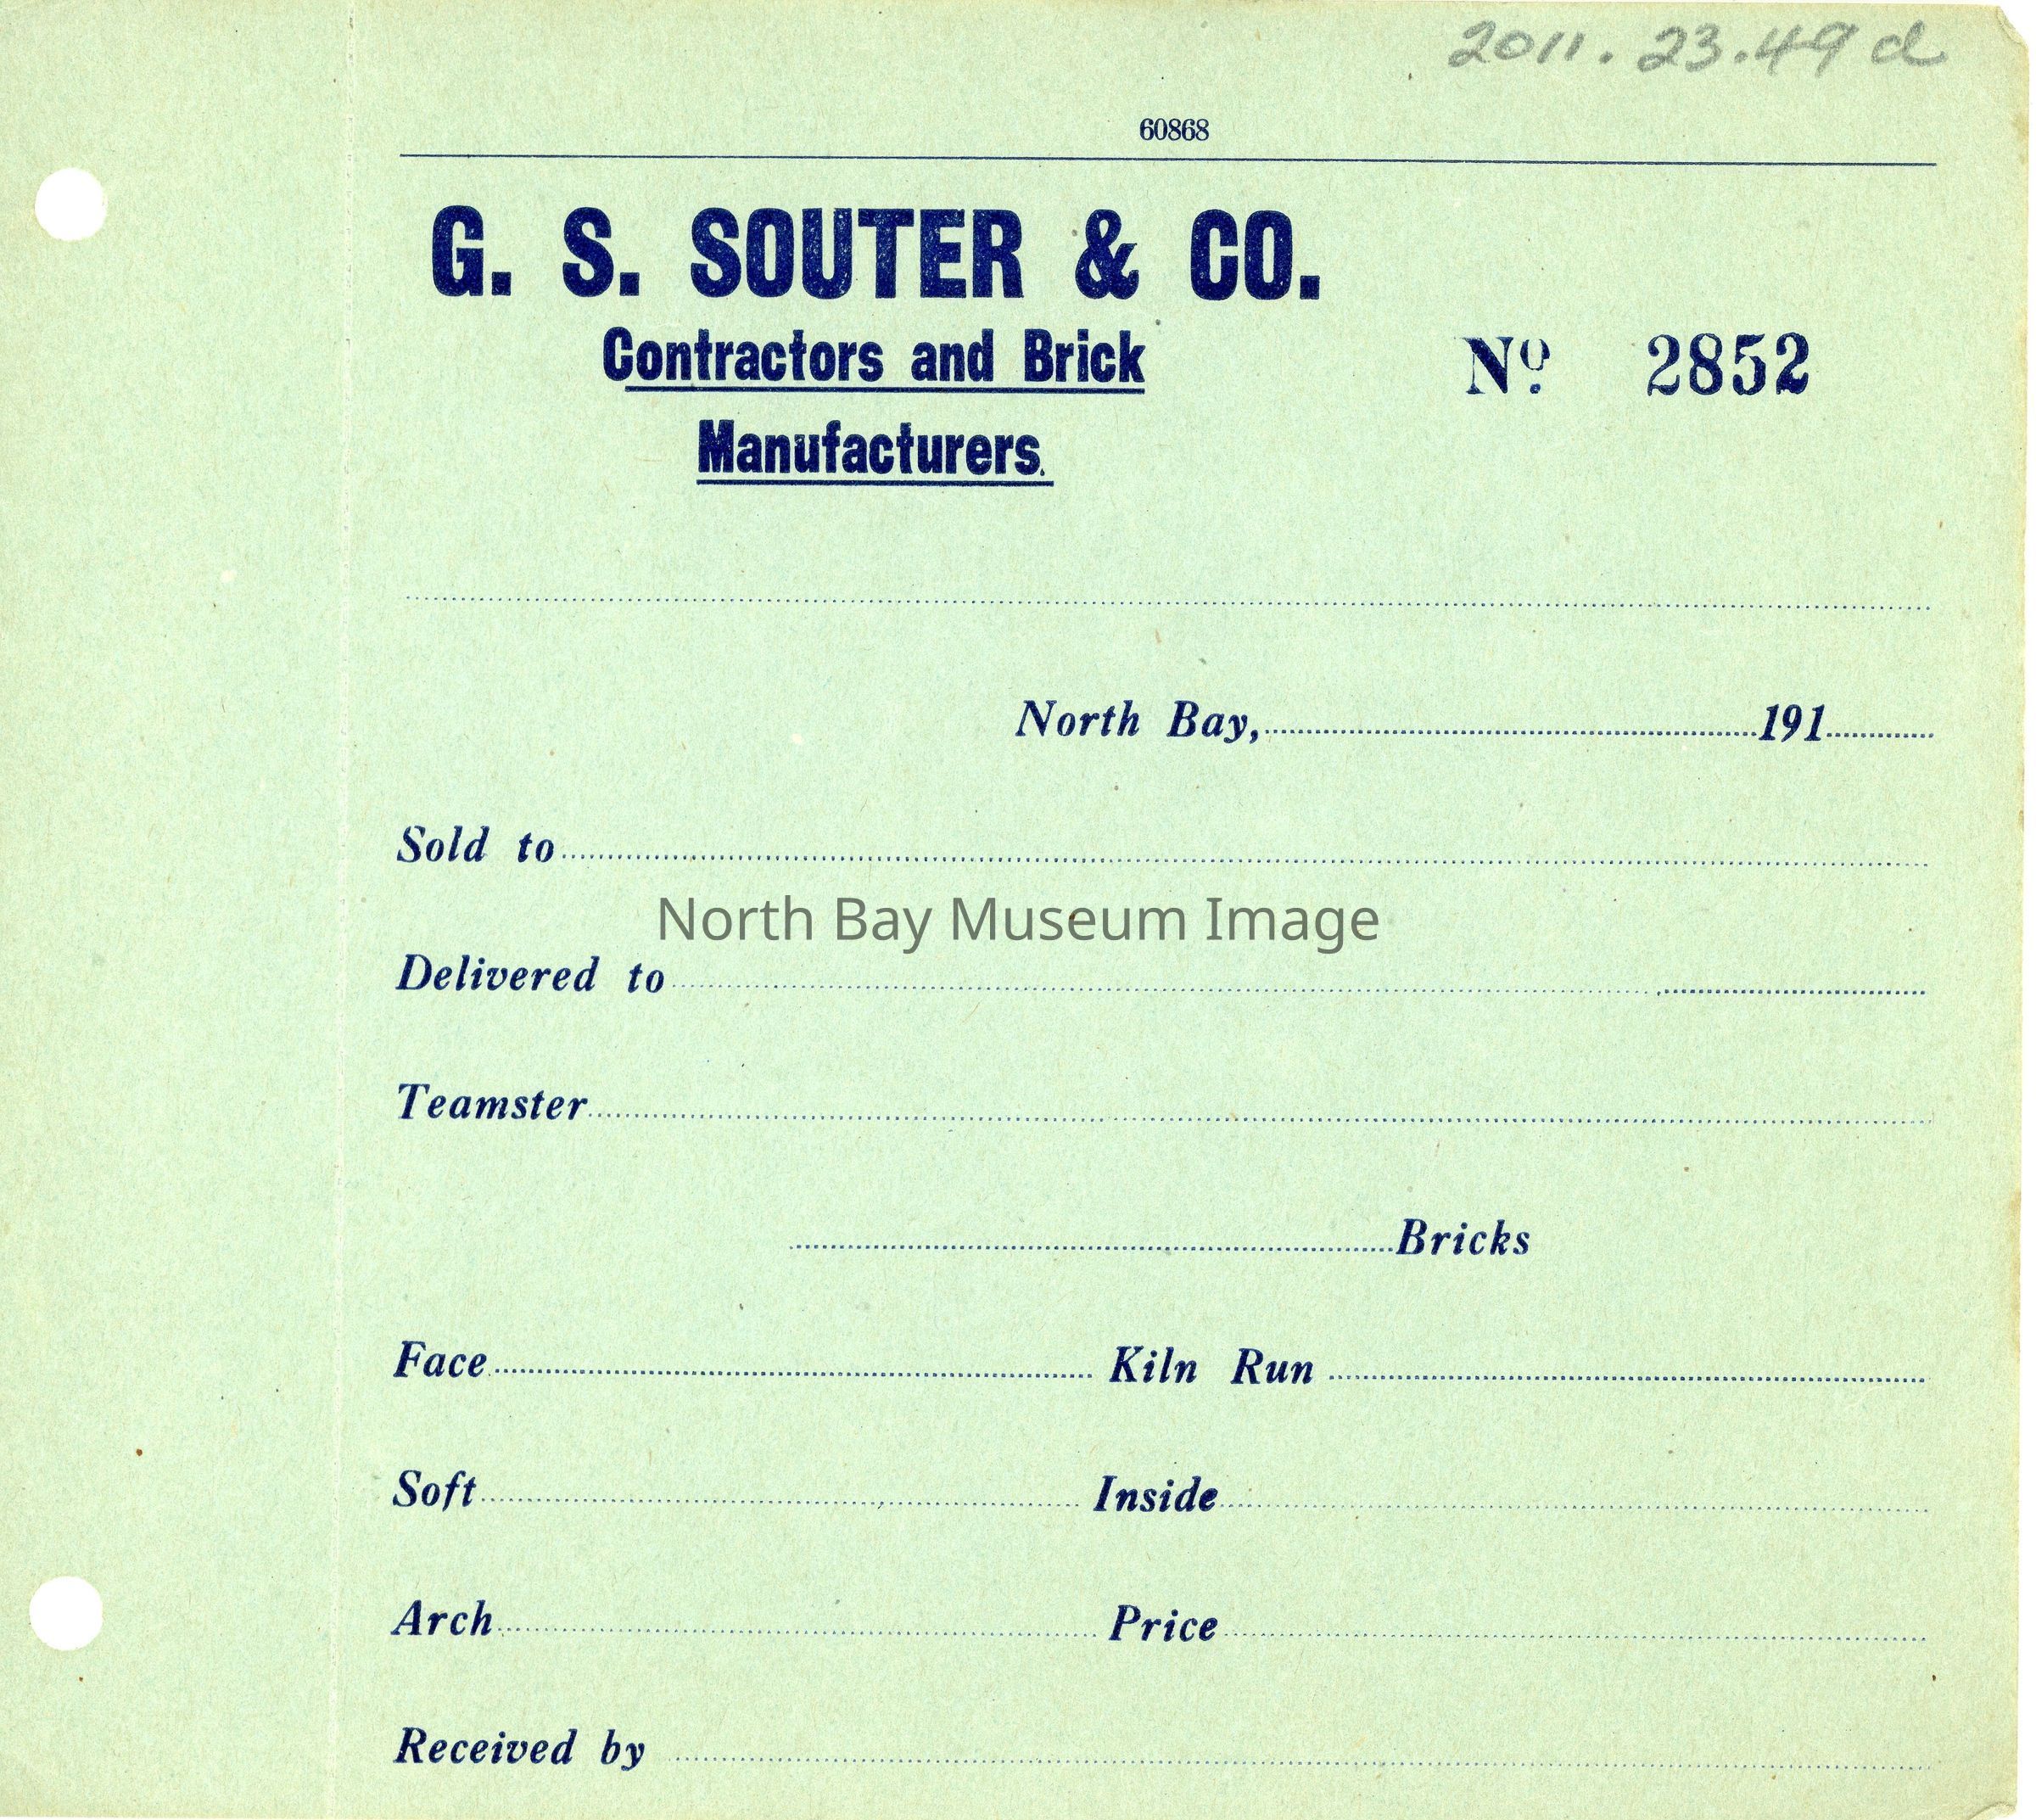 2011.23.49 d
60868
G. S. SOUTER & CO.
Contractors and Brick
Nº 2852
Manufacturers.
North Bay, 191
Sold to
North Bay Museum Image
Delivered to
Teamster
Bricks
Face Kiln Run
Soft Inside
Arch Price
Received by